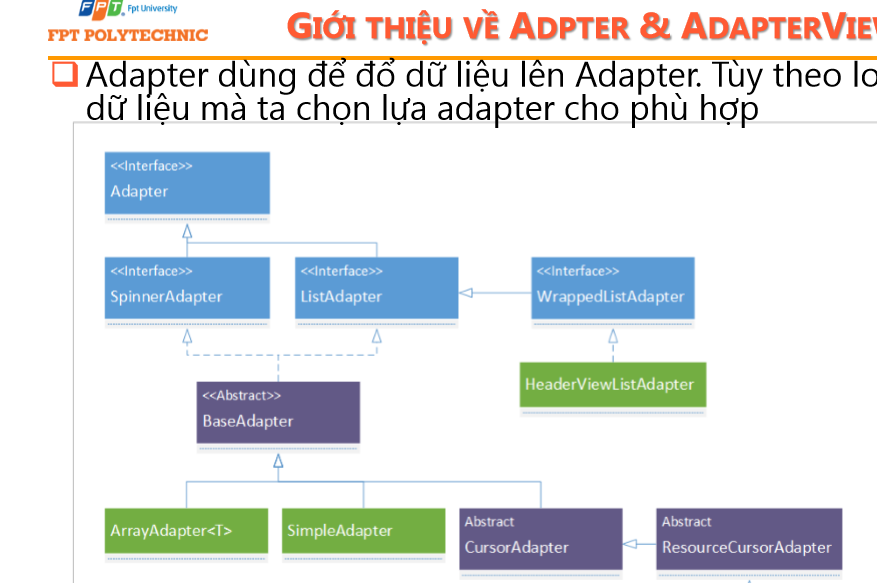 FPT Fpt University
FPT POLYTECHNIC
GIỚI THIỆU VỀ ADPTER & ADAPTERVIEW
Adapter dùng để đổ dữ liệu lên Adapter. Tùy theo lo
dữ liệu mà ta chọn lựa adapter cho phù hợp
<<Interface>>
Adapter
<<Interface>>
SpinnerAdapter
<<Interface>>
ListAdapter
<<Interface>>
WrappedListAdapter
HeaderViewListAdapter
<<Abstract>>
BaseAdapter
ArrayAdapter<T>
SimpleAdapter
Abstract
CursorAdapter
Abstract
ResourceCursorAdapter